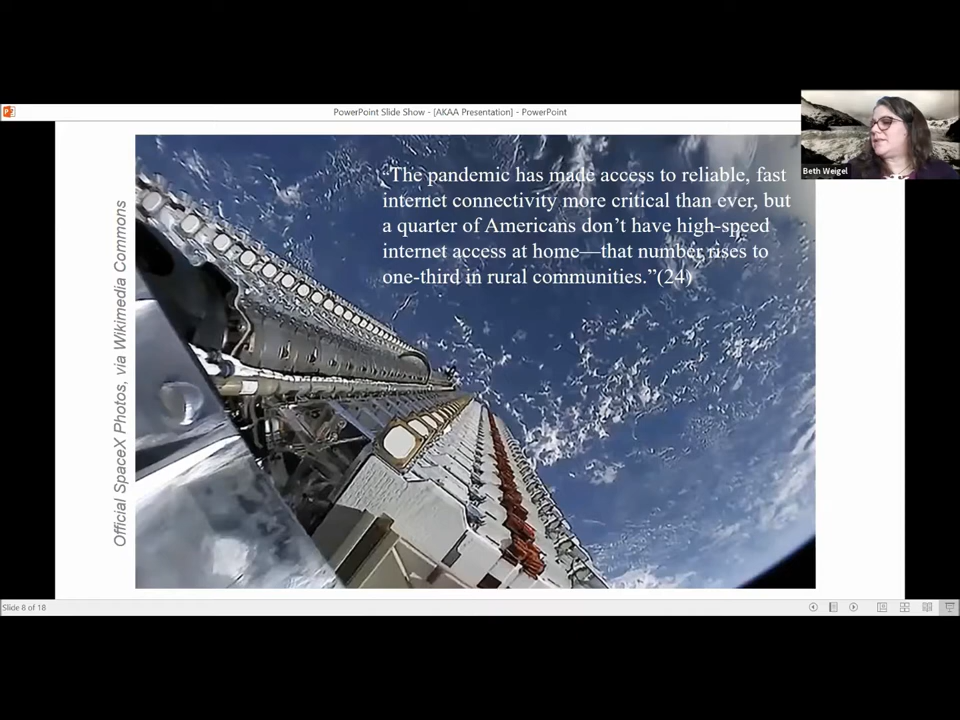 PowerPoint Slide Show - [AKAA Presentation] - PowerPoint
Beth Weigel
“The pandemic has made access to reliable, fast
internet connectivity more critical than ever, but
a quarter of Americans don’t have high-speed
internet access at home—that number rises to
one-third in rural communities.”(24)
Official SpaceX Photos, via Wikimedia Commons
Slide 8 of 18